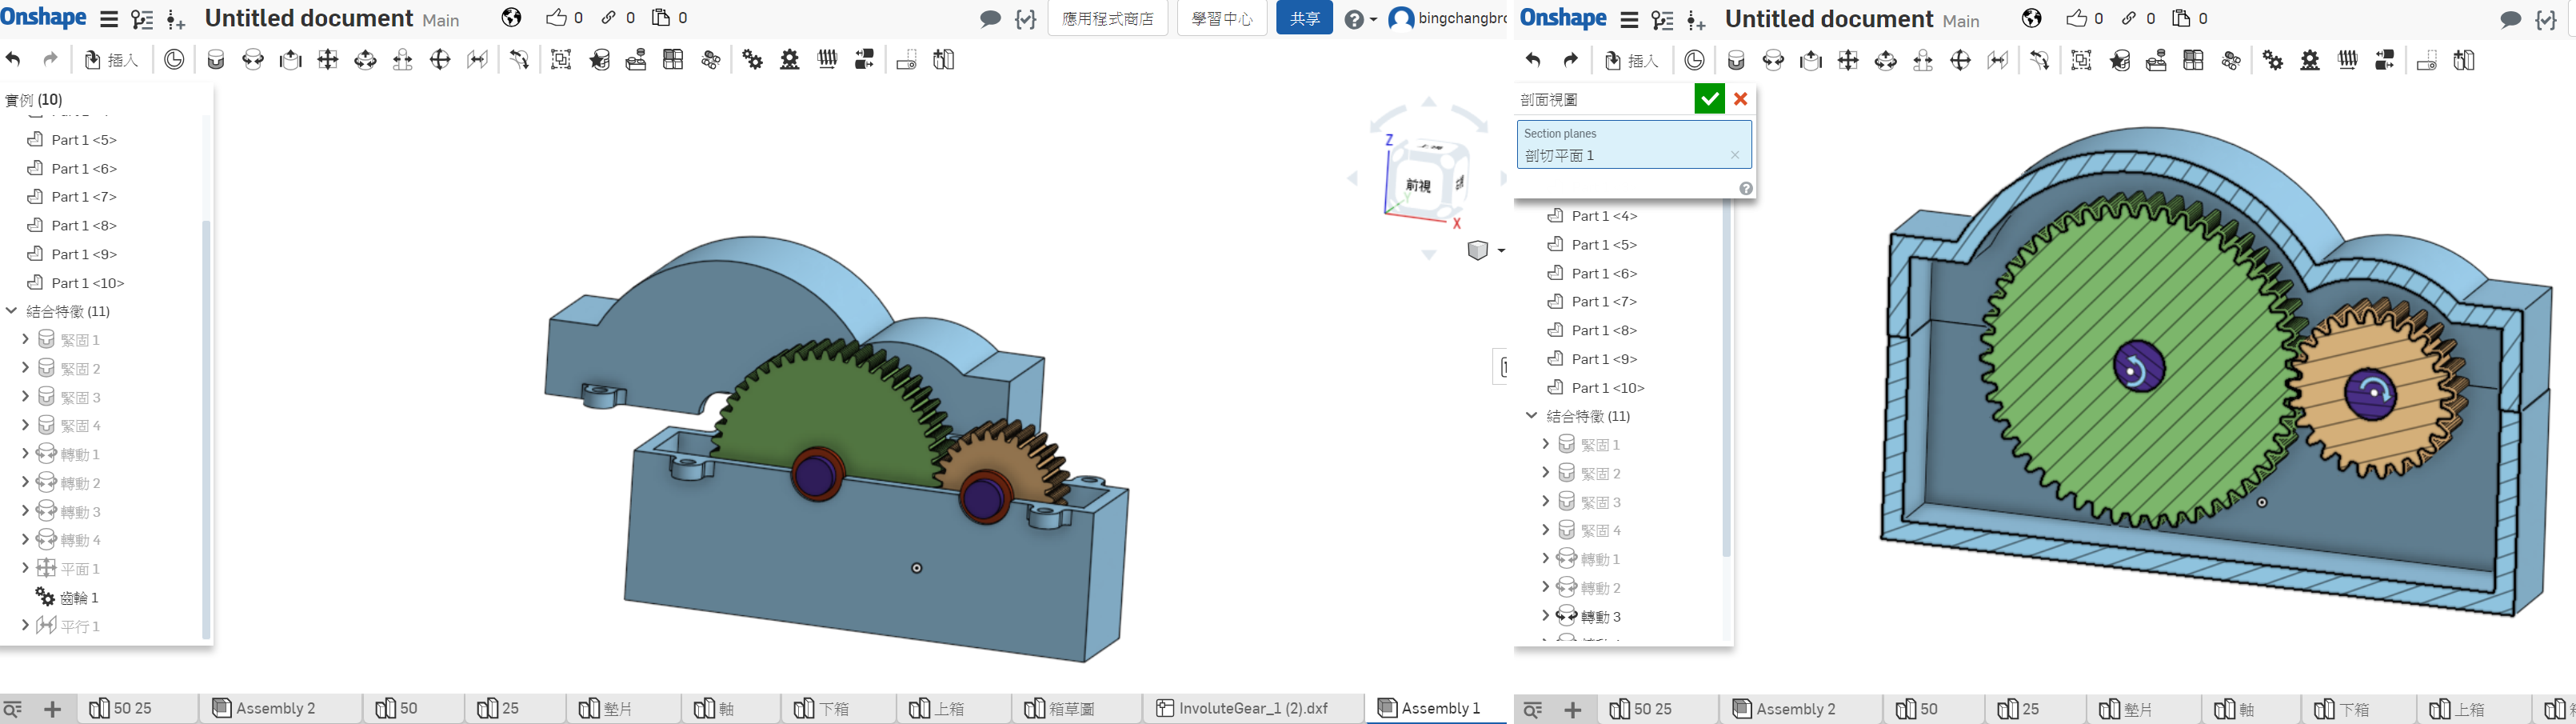 Onshape Untitled document Main 0 0 0 應用程式商店 學習中心 共享 bingchangbr
插入
實例 (10)
Part 1 <5>
Part 1 <6>
Part 1 <7>
Part 1 <8>
Part 1 <9>
Part 1 <10>
結合特徵 (11)
緊固 1
緊固 2
緊固 3
緊固 4
轉動 1
轉動 2
轉動 3
轉動 4
平面 1
齒輪 1
平行 1
Z
上視
前視
Y
X
50 25 Assembly 2 50 25 墊片 軸 下箱 上箱 箱草圖 InvoluteGear_1 (2).dxf Assembly 1
Onshape Untitled document Main 0 0 0
插入
剖面視圖
Section planes
剖切平面 1
Part 1 <4>
Part 1 <5>
Part 1 <6>
Part 1 <7>
Part 1 <8>
Part 1 <9>
Part 1 <10>
結合特徵 (11)
緊固 1
緊固 2
緊固 3
緊固 4
轉動 1
轉動 2
轉動 3
50 25 Assembly 2 50 25 墊片 軸 下箱 上箱